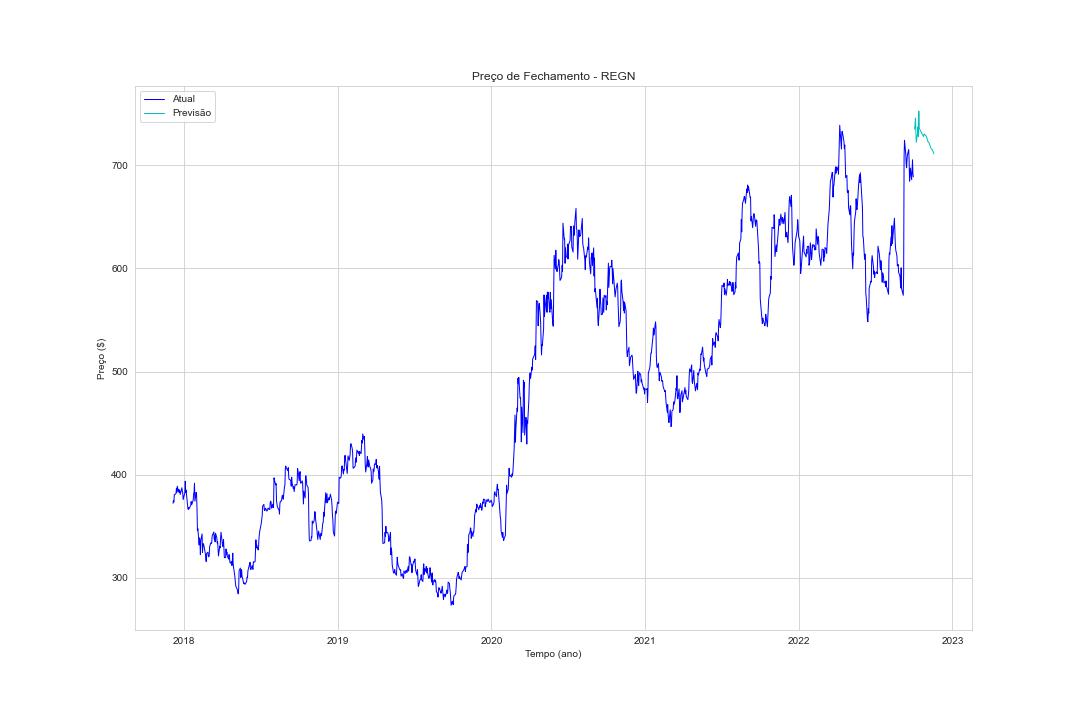 Preço de Fechamento - REGN
Atual
Previsão
700
600
500
400
300
Preço ($)
2018 2019 2020 2021 2022 2023
Tempo (ano)